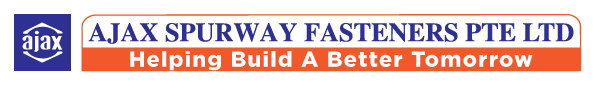 ajax
AJAX SPURWAY FASTENERS PTE LTD
Helping Build A Better Tomorrow